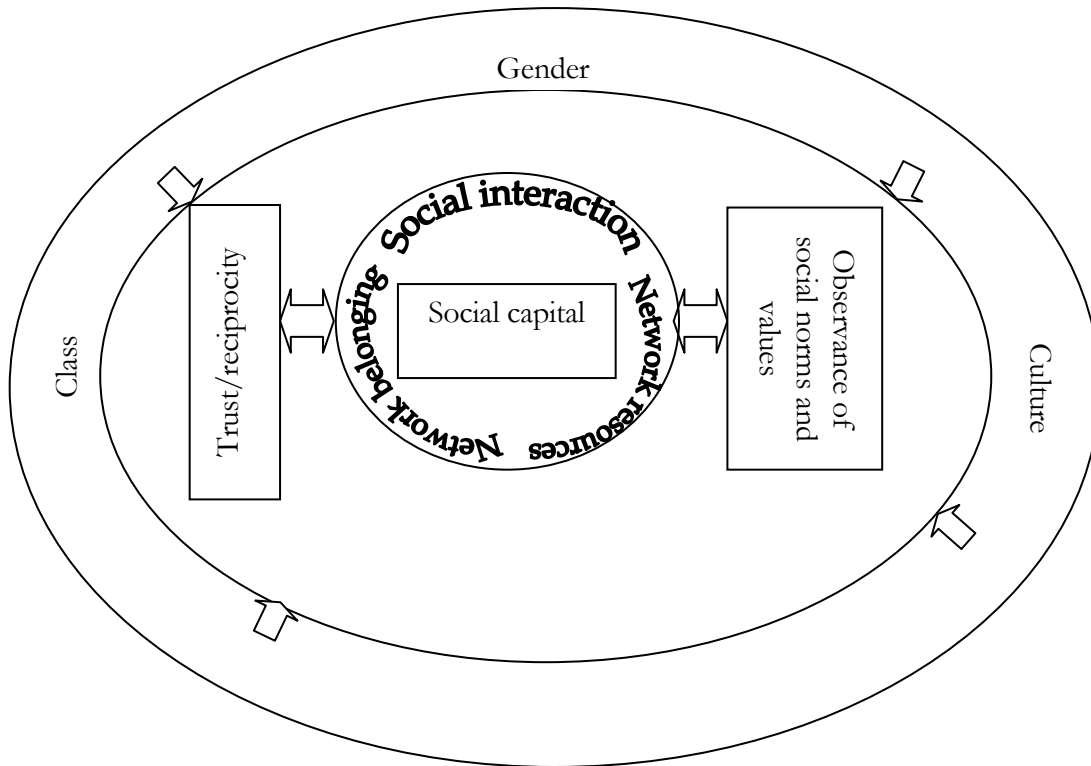 Gender
Class
Trust/reciprocity
Social interaction
Network belonging
Network resources
Social capital
Observance of
social norms and
values
Culture